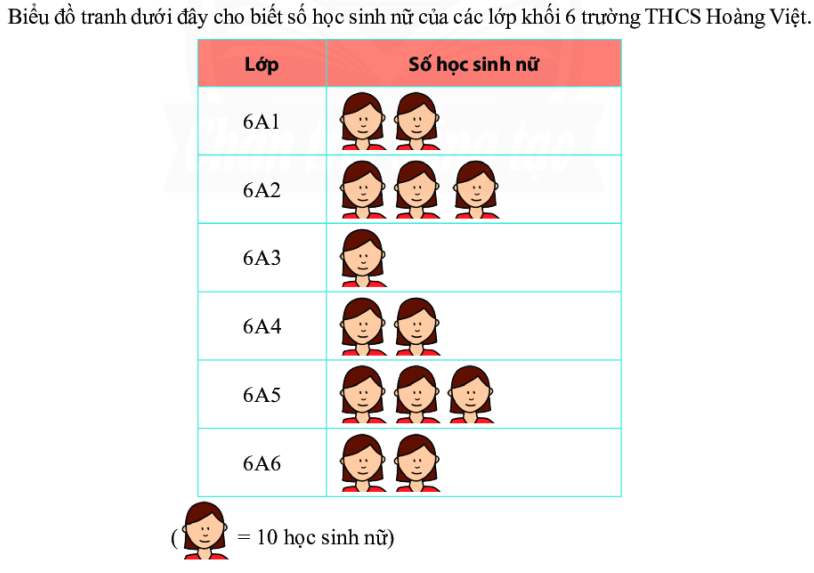 Biểu đồ tranh dưới đây cho biết số học sinh nữ của các lớp khối 6 trường THCS Hoàng Việt.
Lớp Số học sinh nữ
6A1
6A2
6A3
6A4
6A5
6A6
( = 10 học sinh nữ)